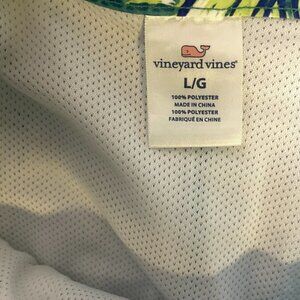 vineyard vines®
L/G
100% POLYESTER
MADE IN CHINA
100% POLYESTER
FABRIQUÉ EN CHINE